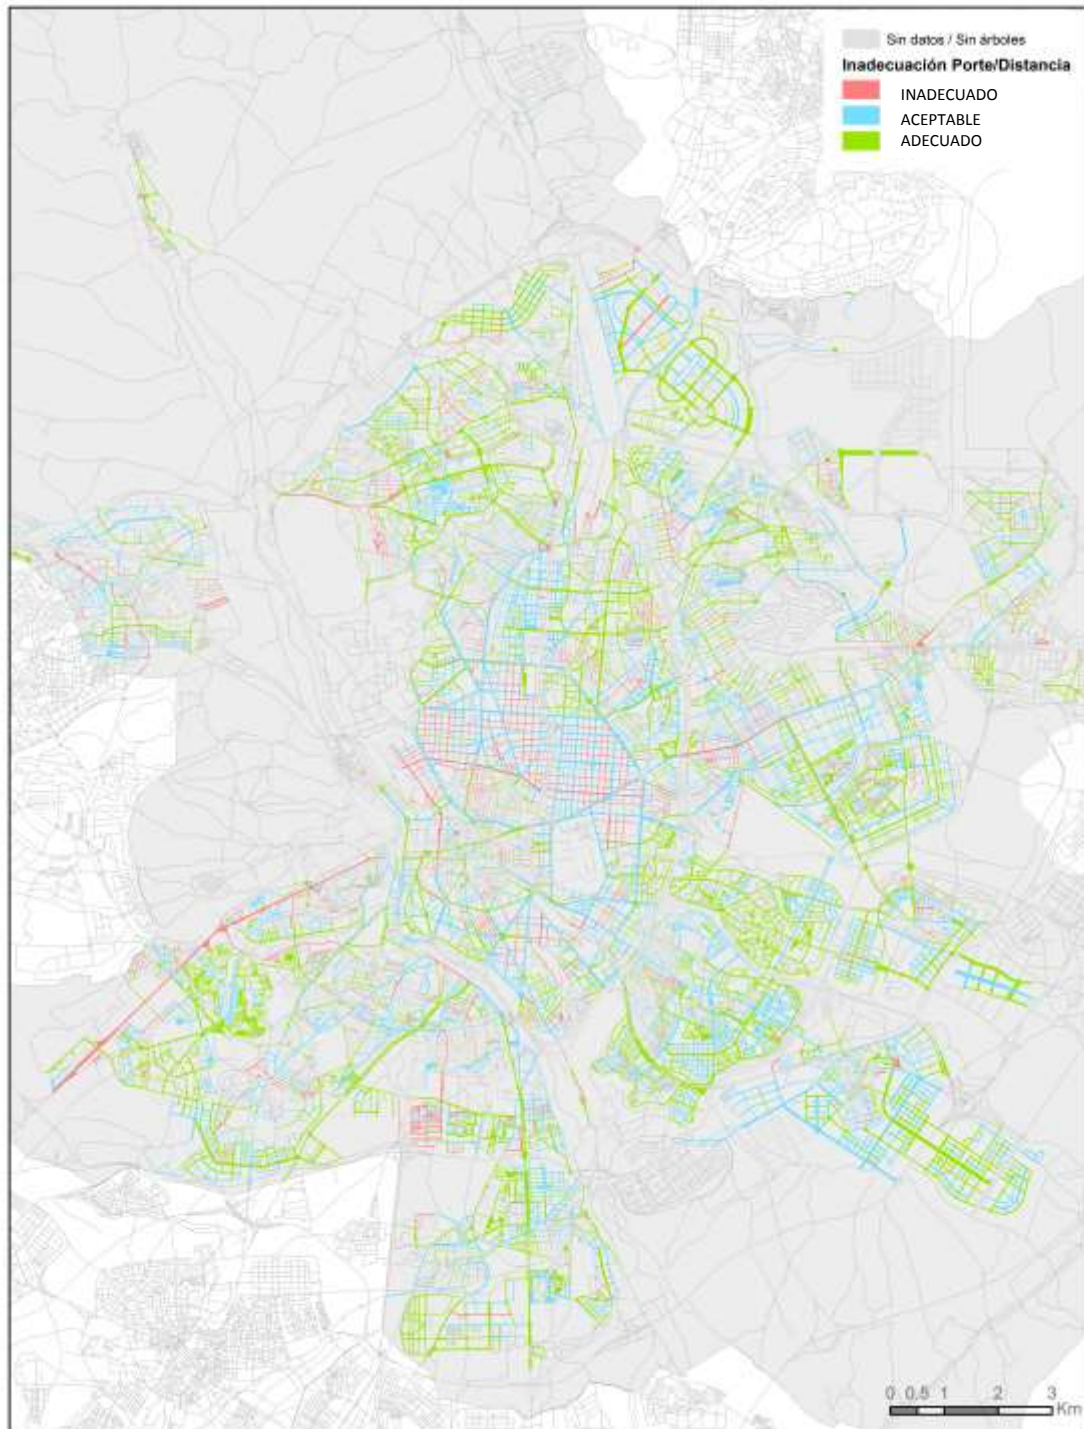 Sin datos / Sin árboles
Inadecuación Porte/Distancia
INADECUADO
ACEPTABLE
ADECUADO
0 0,5 1 2 3
Km